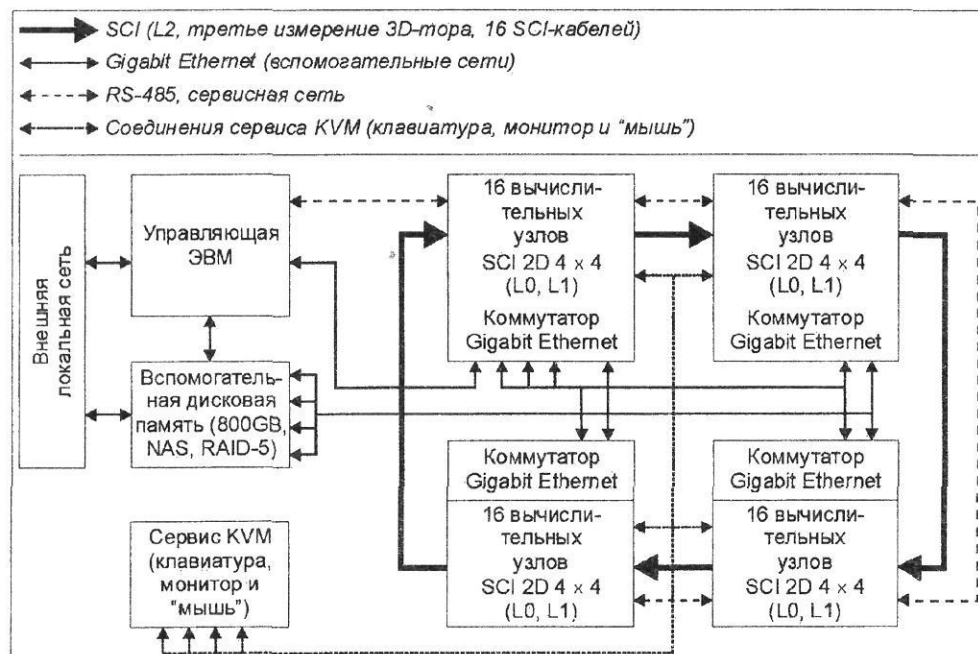 SCI (L2, третье измерение 3D-тора, 16 SCI-кабелей)
Gigabit Ethernet (вспомогательные сети)
RS-485, сервисная сеть
Соединения сервиса KVM (клавиатура, монитор и "мышь")
Внешняя
локальная сеть
Управляющая
ЭВМ
Вспомогатель-
ная дисковая
память (800GB,
NAS, RAID-5)
16 вычисли-
тельных
узлов
SCI 2D 4 × 4
(L0, L1)
Коммутатор
Gigabit Ethernet
16 вычисли-
тельных
узлов
SCI 2D 4 × 4
(L0, L1)
Коммутатор
Gigabit Ethernet
Коммутатор
Gigabit Ethernet
16 вычисли-
тельных
узлов
SCI 2D 4 × 4
(L0, L1)
Коммутатор
Gigabit Ethernet
16 вычисли-
тельных
узлов
SCI 2D 4 × 4
(L0, L1)
Сервис KVM
(клавиатура,
монитор и
"мышь")